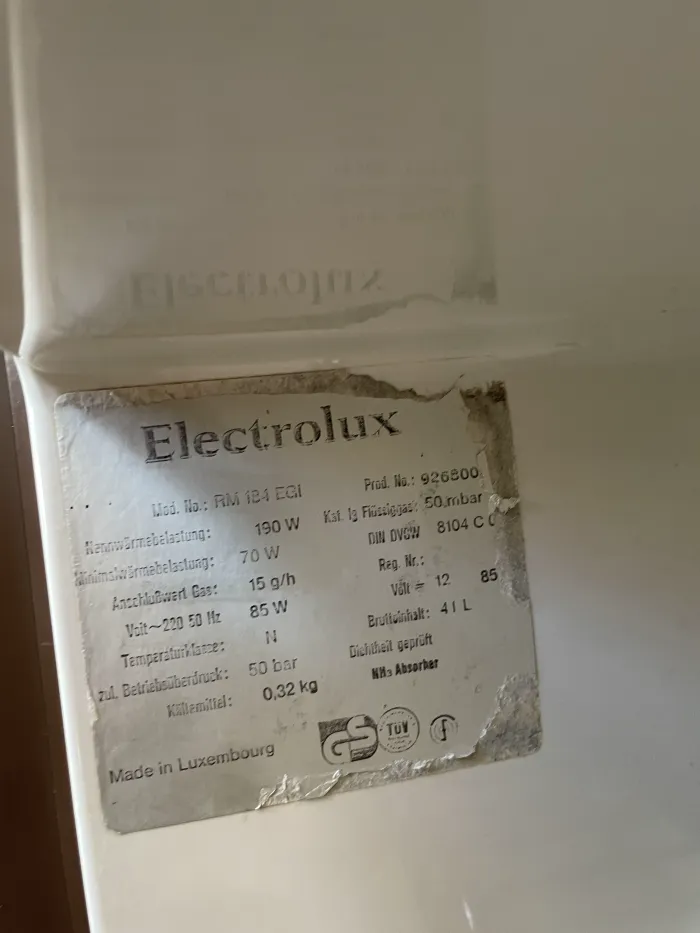 Electrolux
Mod. No.: RM 184 EGI
Prod. No.: 926800
Nennwärmebelastung: 190 W
Kat. Ig Flüssiggas: 50 mbar
Minimalwärmebelastung: 70 W
DIN DVGW 8104 C
Anschlußwert Gas: 15 g/h
Reg. Nr.:
Volt~220 50 Hz 85 W
Volt = 12 85
Temperaturklasse: N
Bruttoinhalt: 41 L
zul. Betriebsüberdruck: 50 bar
Dichtheit geprüft
Kältemittel: 0,32 kg
NH₃ Absorber
Made in Luxembourg
GS
TÜV